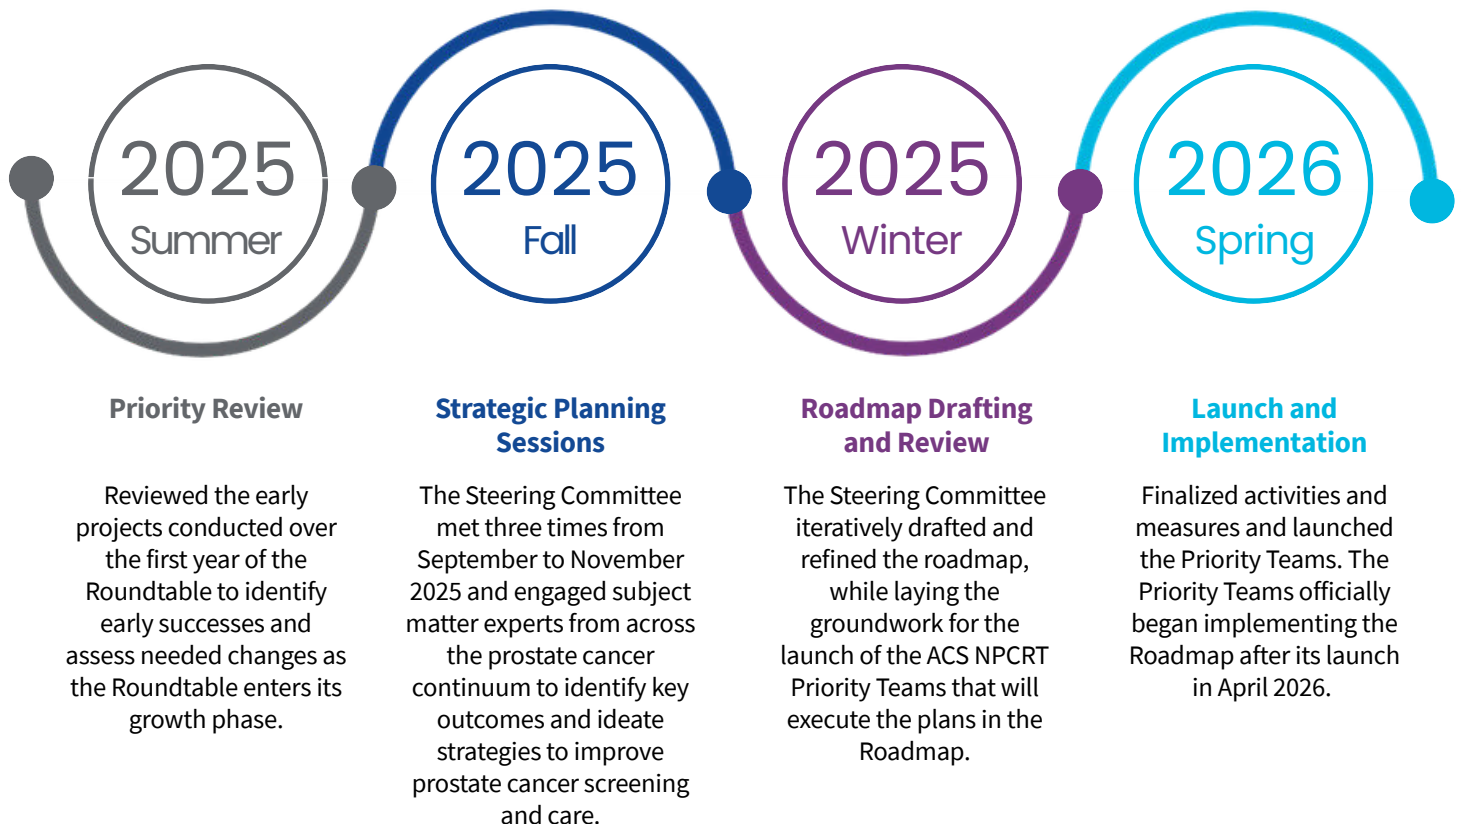 2025
Summer
2025
Fall
2025
Winter
2026
Spring
Priority Review
Reviewed the early
projects conducted over
the first year of the
Roundtable to identify
early successes and
assess needed changes as
the Roundtable enters its
growth phase.
Strategic Planning
Sessions
The Steering Committee
met three times from
September to November
2025 and engaged subject
matter experts from across
the prostate cancer
continuum to identify key
outcomes and ideate
strategies to improve
prostate cancer screening
and care.
Roadmap Drafting
and Review
The Steering Committee
iteratively drafted and
refined the roadmap,
while laying the
groundwork for the
launch of the ACS NPCRT
Priority Teams that will
execute the plans in the
Roadmap.
Launch and
Implementation
Finalized activities and
measures and launched
the Priority Teams. The
Priority Teams officially
began implementing the
Roadmap after its launch
in April 2026.